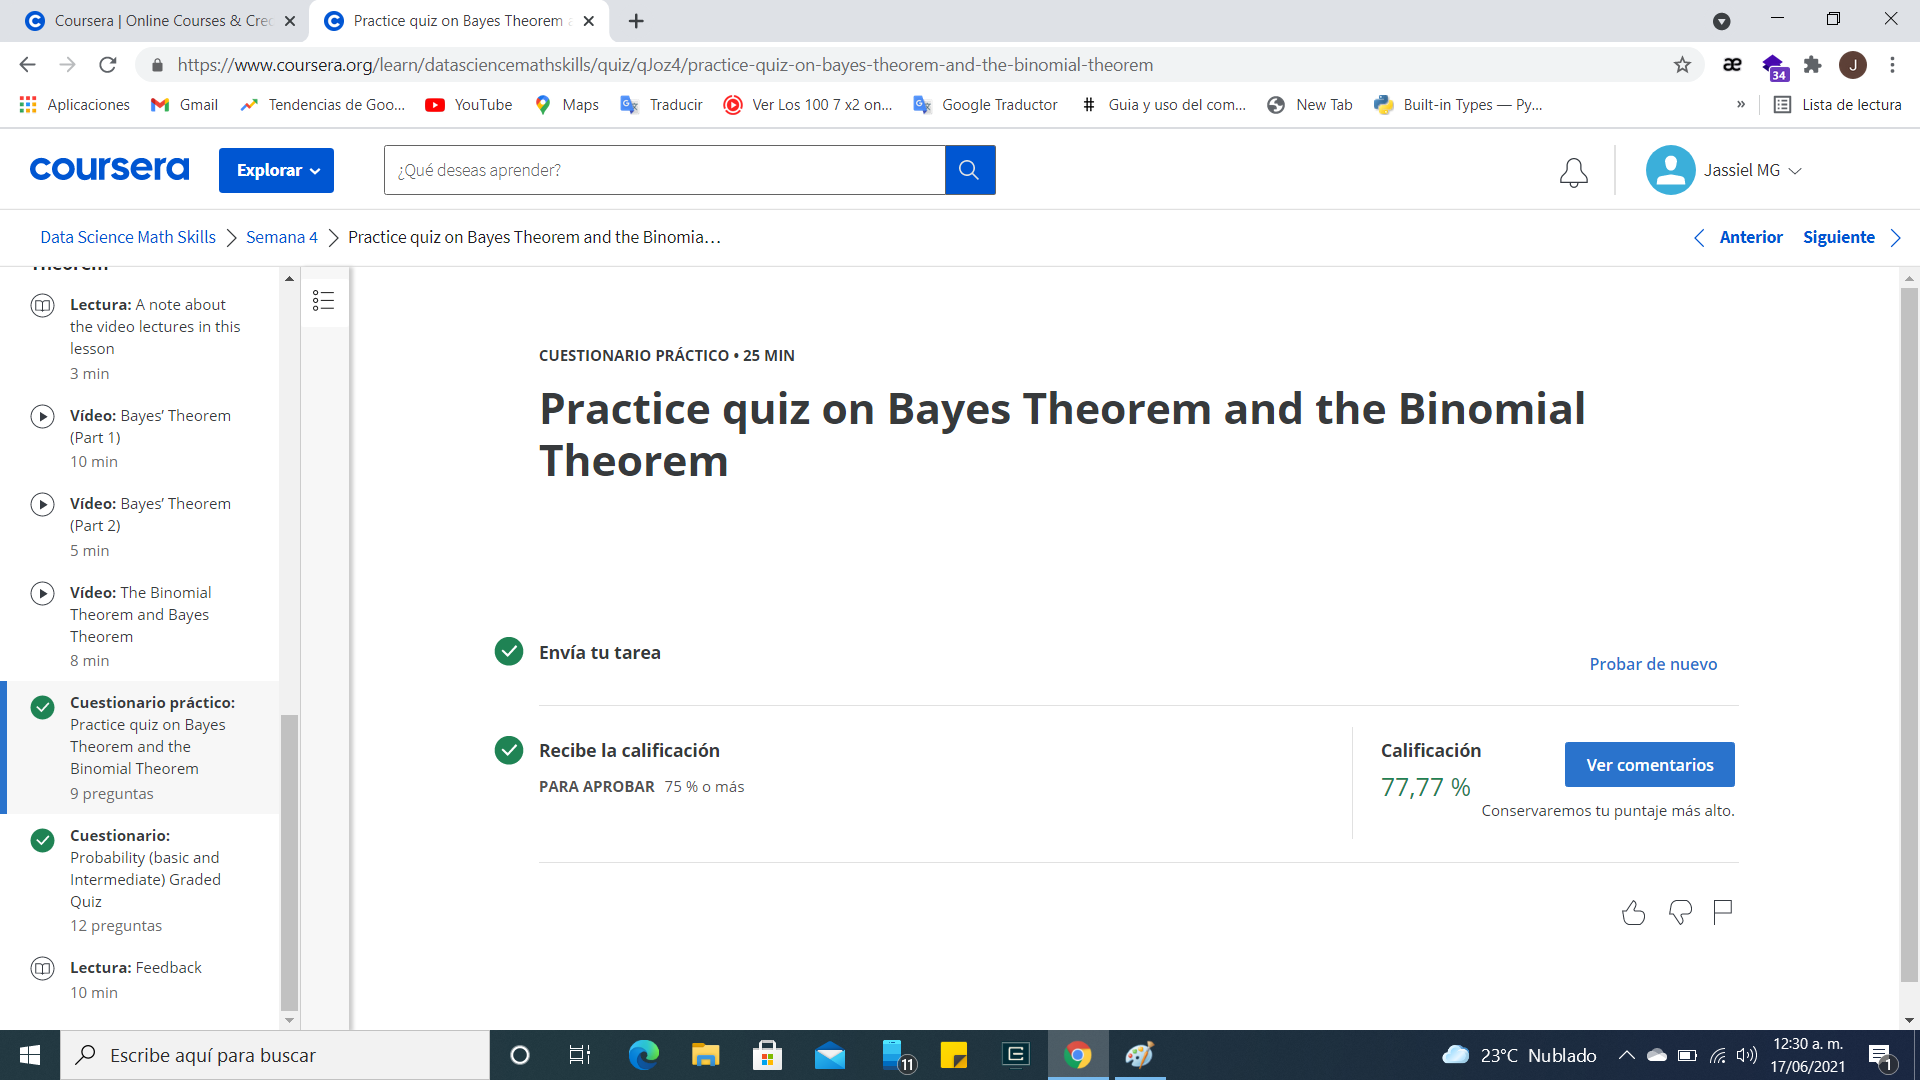 Coursera | Online Courses & Cre
Practice quiz on Bayes Theorem
https://www.coursera.org/learn/datasciencemathskills/quiz/qJoz4/practice-quiz-on-bayes-theorem-and-the-binomial-theorem
æ
34
J
Aplicaciones
Gmail
Tendencias de Goo...
YouTube
Maps
Traducir
Ver Los 100 7 x2 on...
Google Traductor
# Guia y uso del com...
New Tab
Built-in Types — Py...
»
Lista de lectura
coursera
Explorar
¿Qué deseas aprender?
Jassiel MG
Data Science Math Skills
Semana 4
Practice quiz on Bayes Theorem and the Binomia...
Anterior
Siguiente
Theorem
Lectura: A note about
the video lectures in this
lesson
3 min
Vídeo: Bayes’ Theorem
(Part 1)
10 min
Vídeo: Bayes’ Theorem
(Part 2)
5 min
Vídeo: The Binomial
Theorem and Bayes
Theorem
8 min
Cuestionario práctico:
Practice quiz on Bayes
Theorem and the
Binomial Theorem
9 preguntas
Cuestionario:
Probability (basic and
Intermediate) Graded
Quiz
12 preguntas
Lectura: Feedback
10 min
CUESTIONARIO PRÁCTICO • 25 MIN
Practice quiz on Bayes Theorem and the Binomial
Theorem
Envía tu tarea
Probar de nuevo
Recibe la calificación
PARA APROBAR 75 % o más
Calificación
77,77 %
Ver comentarios
Conservaremos tu puntaje más alto.
Escribe aquí para buscar
11
23°C Nublado
12:30 a. m.
17/06/2021
1